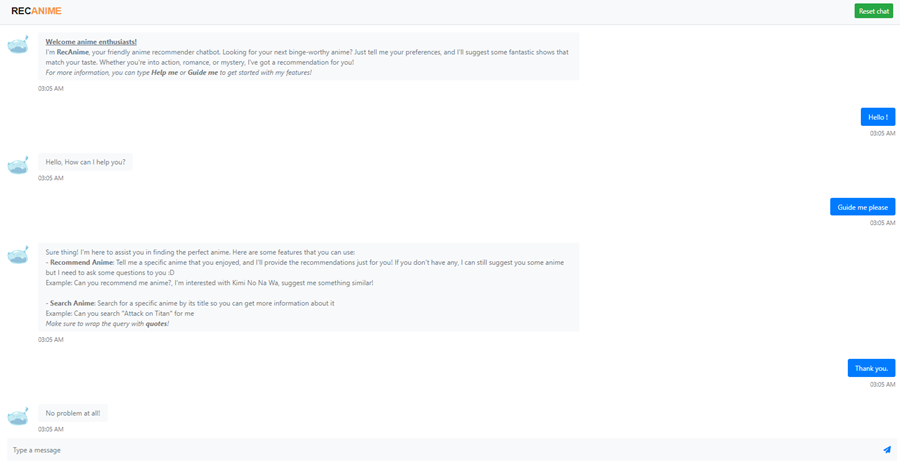 RECANIME
Reset chat
Welcome anime enthusiasts!
I'm RecAnime, your friendly anime recommender chatbot. Looking for your next binge-worthy anime? Just tell me your preferences, and I'll suggest some fantastic shows that
match your taste. Whether you're into action, romance, or mystery, I've got a recommendation for you!
For more information, you can type Help me or Guide me to get started with my features!
03:05 AM
Hello !
03:05 AM
Hello, How can I help you?
03:05 AM
Guide me please
03:05 AM
Sure thing! I'm here to assist you in finding the perfect anime. Here are some features that you can use:
- Recommend Anime: Tell me a specific anime that you enjoyed, and I'll provide the recommendations just for you! If you don't have any, I can still suggest you some anime
but I need to ask some questions to you :D
Example: Can you recommend me anime?, I'm interested with Kimi No Na Wa, suggest me something similar!
- Search Anime: Search for a specific anime by its title so you can get more information about it
Example: Can you search "Attack on Titan" for me
Make sure to wrap the query with quotes!
03:05 AM
Thank you.
03:05 AM
No problem at all!
03:05 AM
Type a message